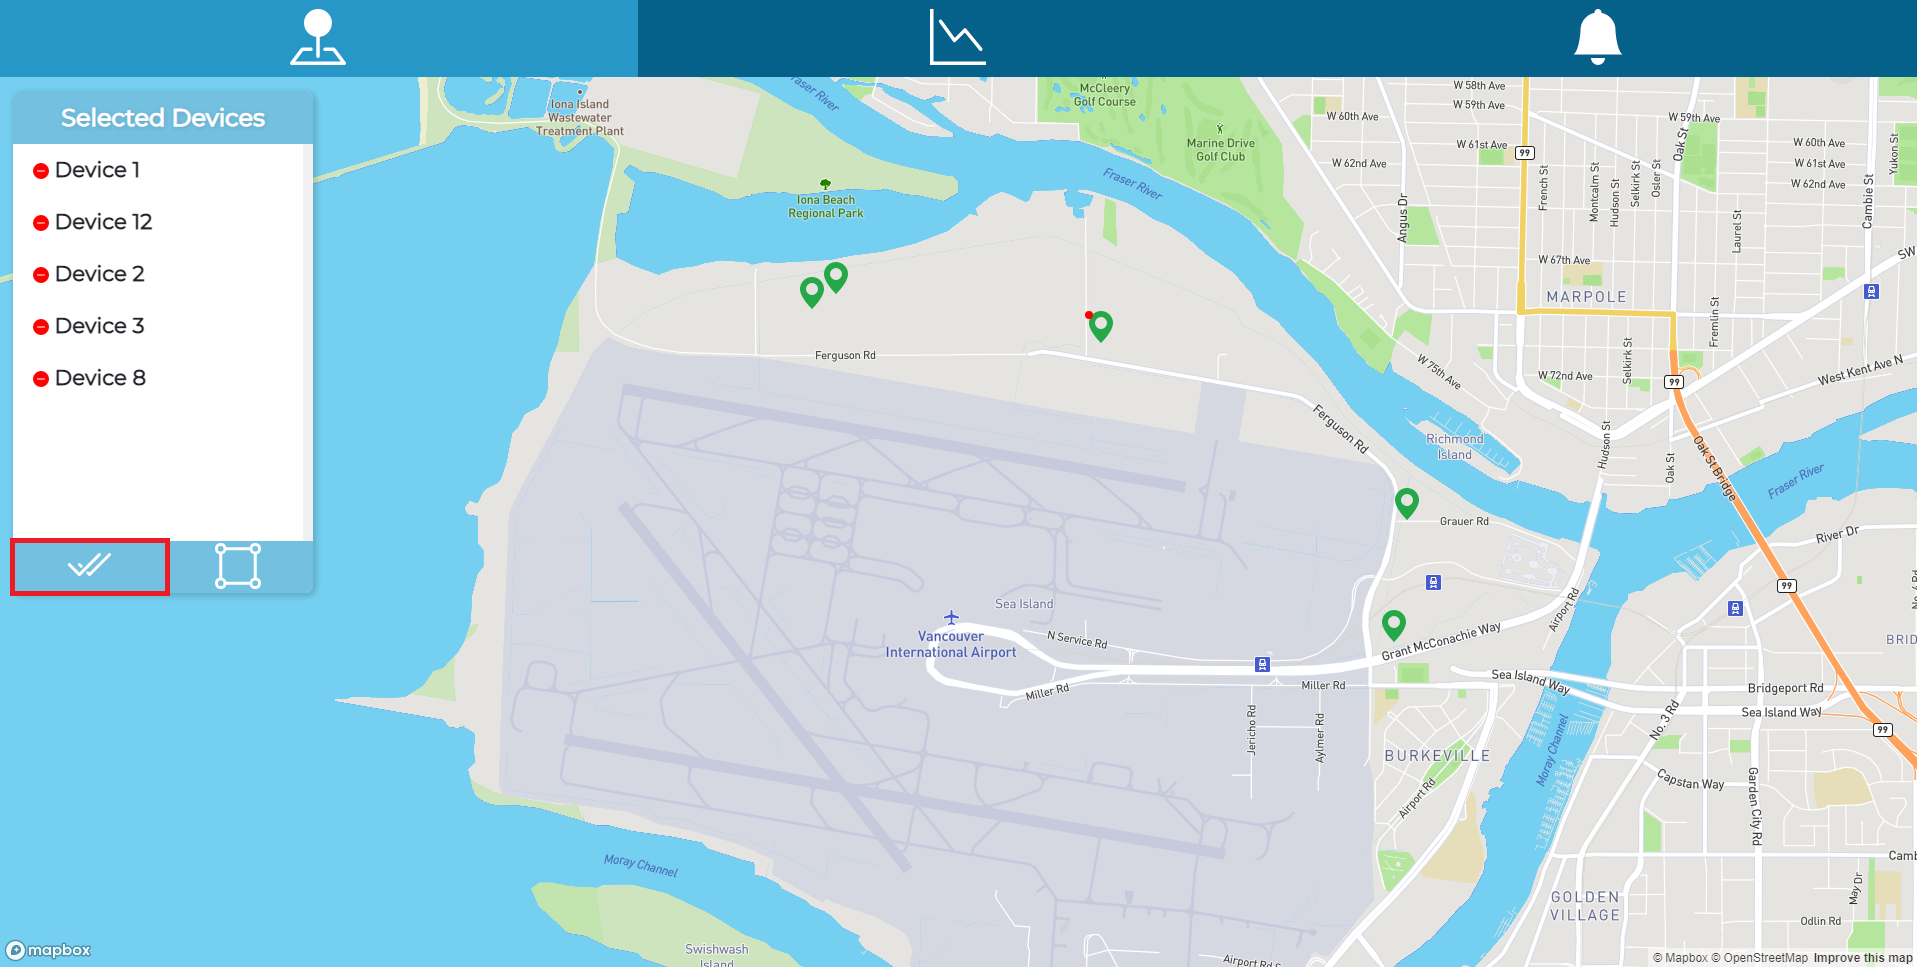 Selected Devices
Device 1
Device 12
Device 2
Device 3
Device 8
Iona Island
Wastewater
Treatment Plant
Fraser River
McCleery
Golf Course
Marine Drive
Golf Club
Iona Beach
Regional Park
Fraser River
W 58th Ave
W 59th Ave
W 60th Ave
W 59th Ave
W 61st Ave
W 60th Ave
W 62nd Ave
W 61st Ave
W 62nd Ave
99
Oak St
Yukon St
French St
Montcalm St
Hudson St
Selkirk St
Osler St
Laurel St
Cambie St
Angus Dr
W 67th Ave
SW
MARPOLE
Fremlin St
Ferguson Rd
W 75th Ave
W 72nd Ave
Selkirk St
West Kent Ave N
99
Ferguson Rd
Richmond
Island
Hudson St
Oak St
Oak St Bridge
Fraser River
Grauer Rd
River Dr
99
Sea Island
Vancouver
International Airport
N Service Rd
Airport Rd
Grant McConachie Way
Miller Rd
Miller Rd
Sea Island Way
Bridgeport Rd
Sea Island Way
BRID
No. 3 Rd
99
Jericho Rd
Aylmer Rd
Moray Channel
BURKEVILLE
Airport Rd
Capstan Way
Garden City Rd
Camb
Moray Channel
GOLDEN
VILLAGE
May Dr
Odlin Rd
Swishwash
Island
Airport Rd S
mapbox
© Mapbox © OpenStreetMap Improve this map